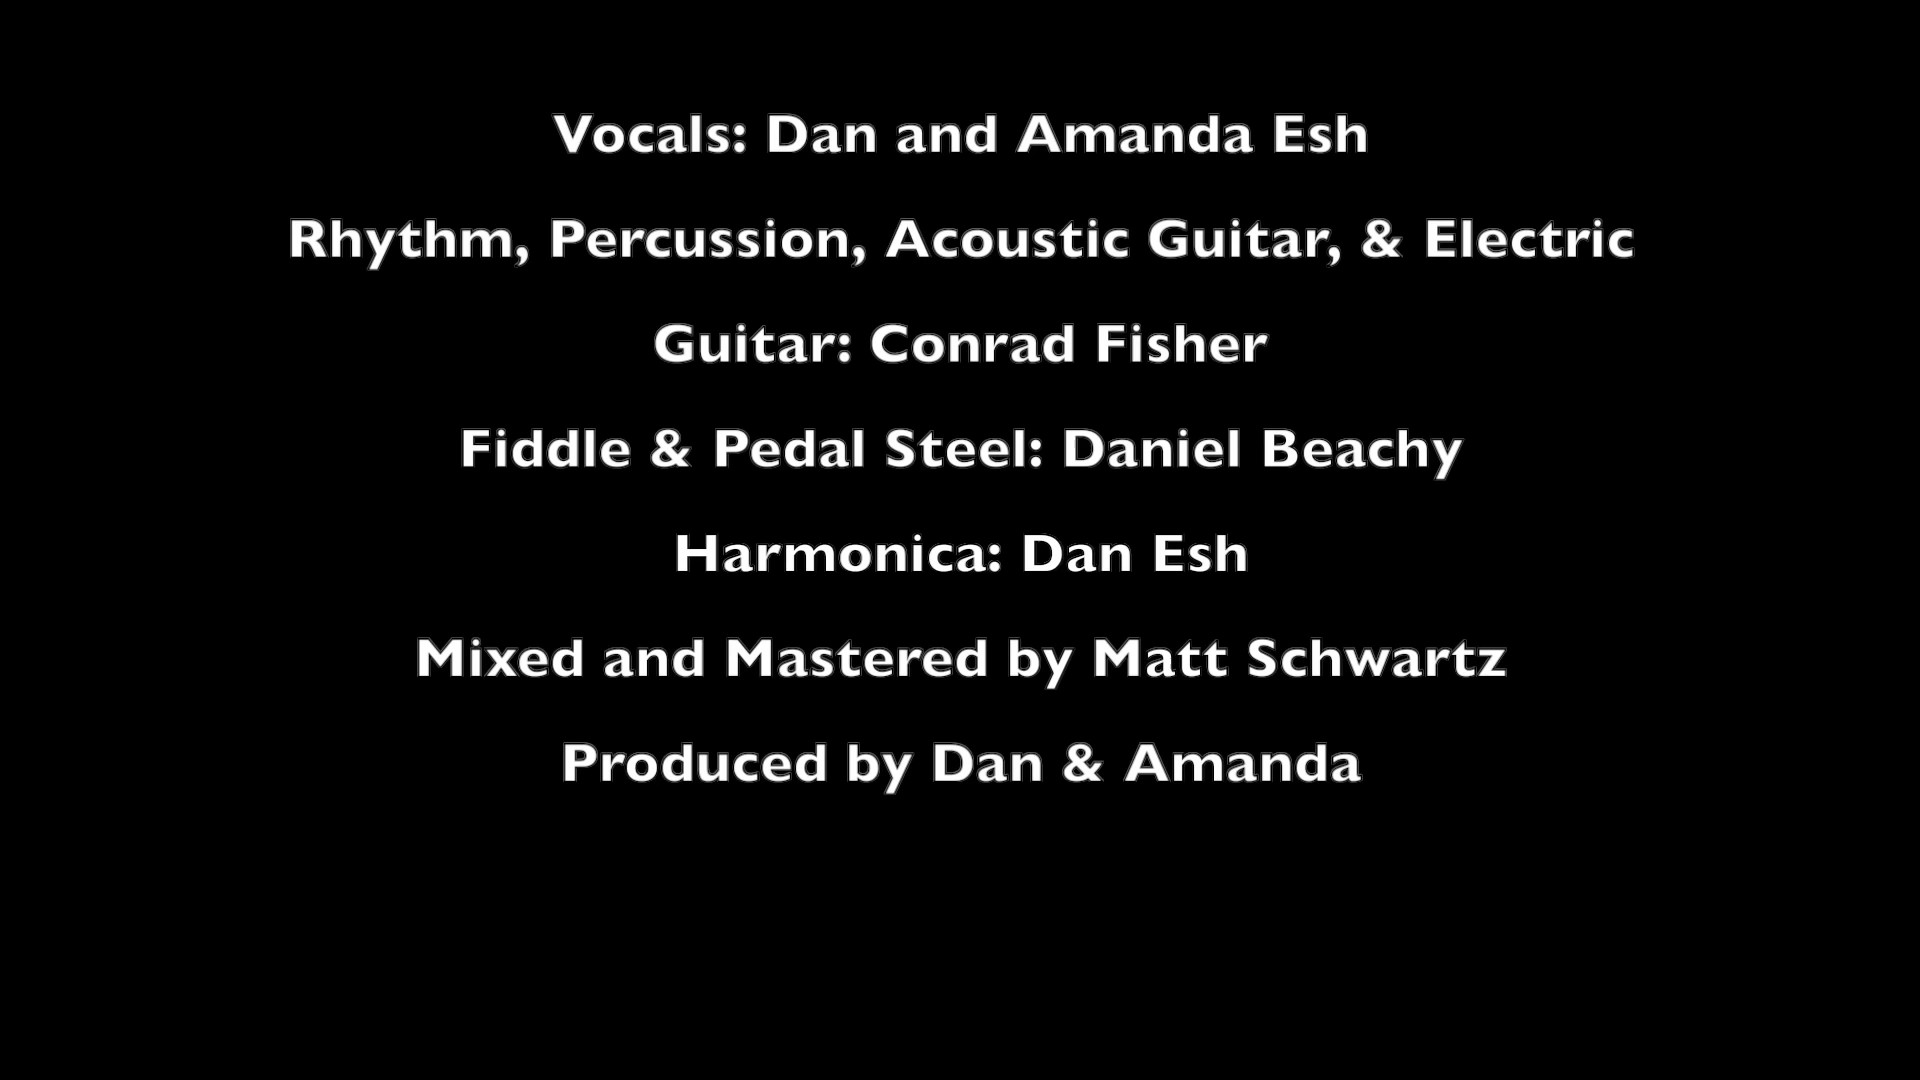 Vocals: Dan and Amanda Esh
Rhythm, Percussion, Acoustic Guitar, & Electric
Guitar: Conrad Fisher
Fiddle & Pedal Steel: Daniel Beachy
Harmonica: Dan Esh
Mixed and Mastered by Matt Schwartz
Produced by Dan & Amanda